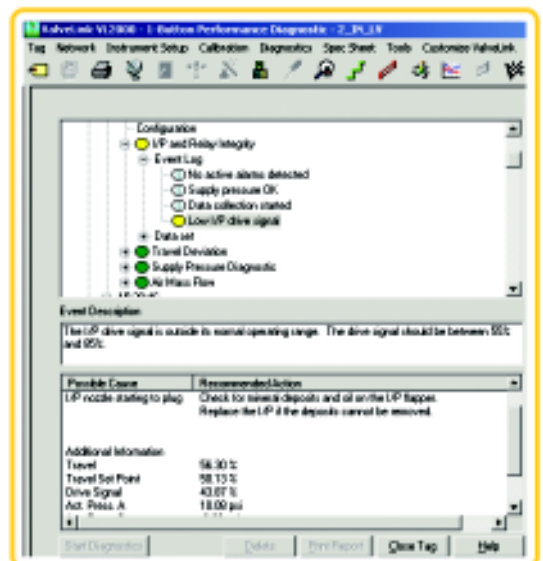 ValveLink VL2000 - 1-Button Performance Diagnostic -
Tag Network Instrument Setup Calibration Diagnostics Spec Sheet Tools Customize ValveLink
Configuration
I/P and Relay Integrity
Event Log
No active alarms detected
Supply pressure OK
Data collection started
Low I/P drive signal
Data set
Travel Deviation
Supply Pressure Diagnostic
Air Mass Flow
Event Description
The I/P drive signal is outside its normal operating range. The drive signal should be between 55%
and 85%.
Possible Cause Recommended Action
I/P nozzle starting to plug Check for mineral deposits and oil on the I/P flapper.
Replace the I/P if the deposits cannot be removed.
Additional Information
Travel 56.30 %
Travel Set Point 58.13 %
Drive Signal 43.87 %
Act. Press. A psi
Start Diagnostics Delete Print Report Close Tag Help